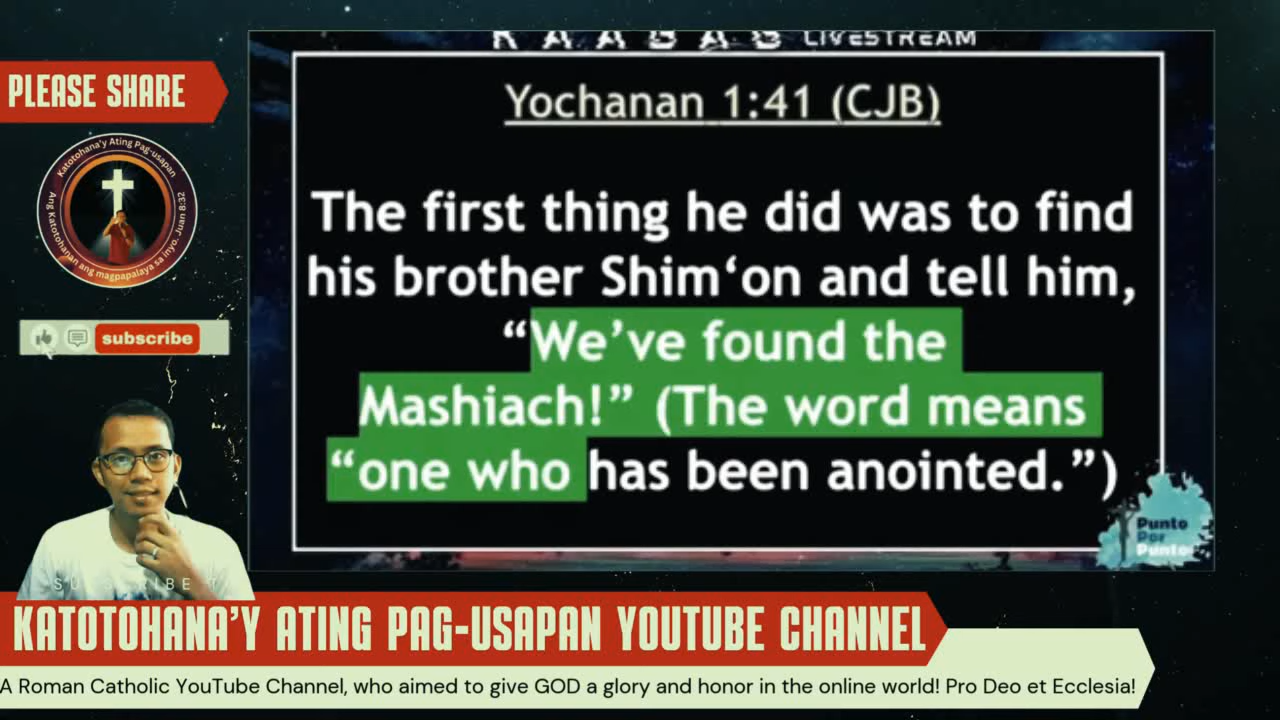 KAABAG LIVESTREAM
PLEASE SHARE
Katotohana'y Ating Pag-usapan
Ang Katotohanan ang magpapalaya sa inyo. Juan 8:32
subscribe
Yochanan 1:41 (CJB)
The first thing he did was to find
his brother Shim‘on and tell him,
“We’ve found the
Mashiach!” (The word means
“one who has been anointed.”)
Punto
Por
Punto
SUBSCRIBE T
KATOTOHANA’Y ATING PAG-USAPAN YOUTUBE CHANNEL
A Roman Catholic YouTube Channel, who aimed to give GOD a glory and honor in the online world! Pro Deo et Ecclesia!